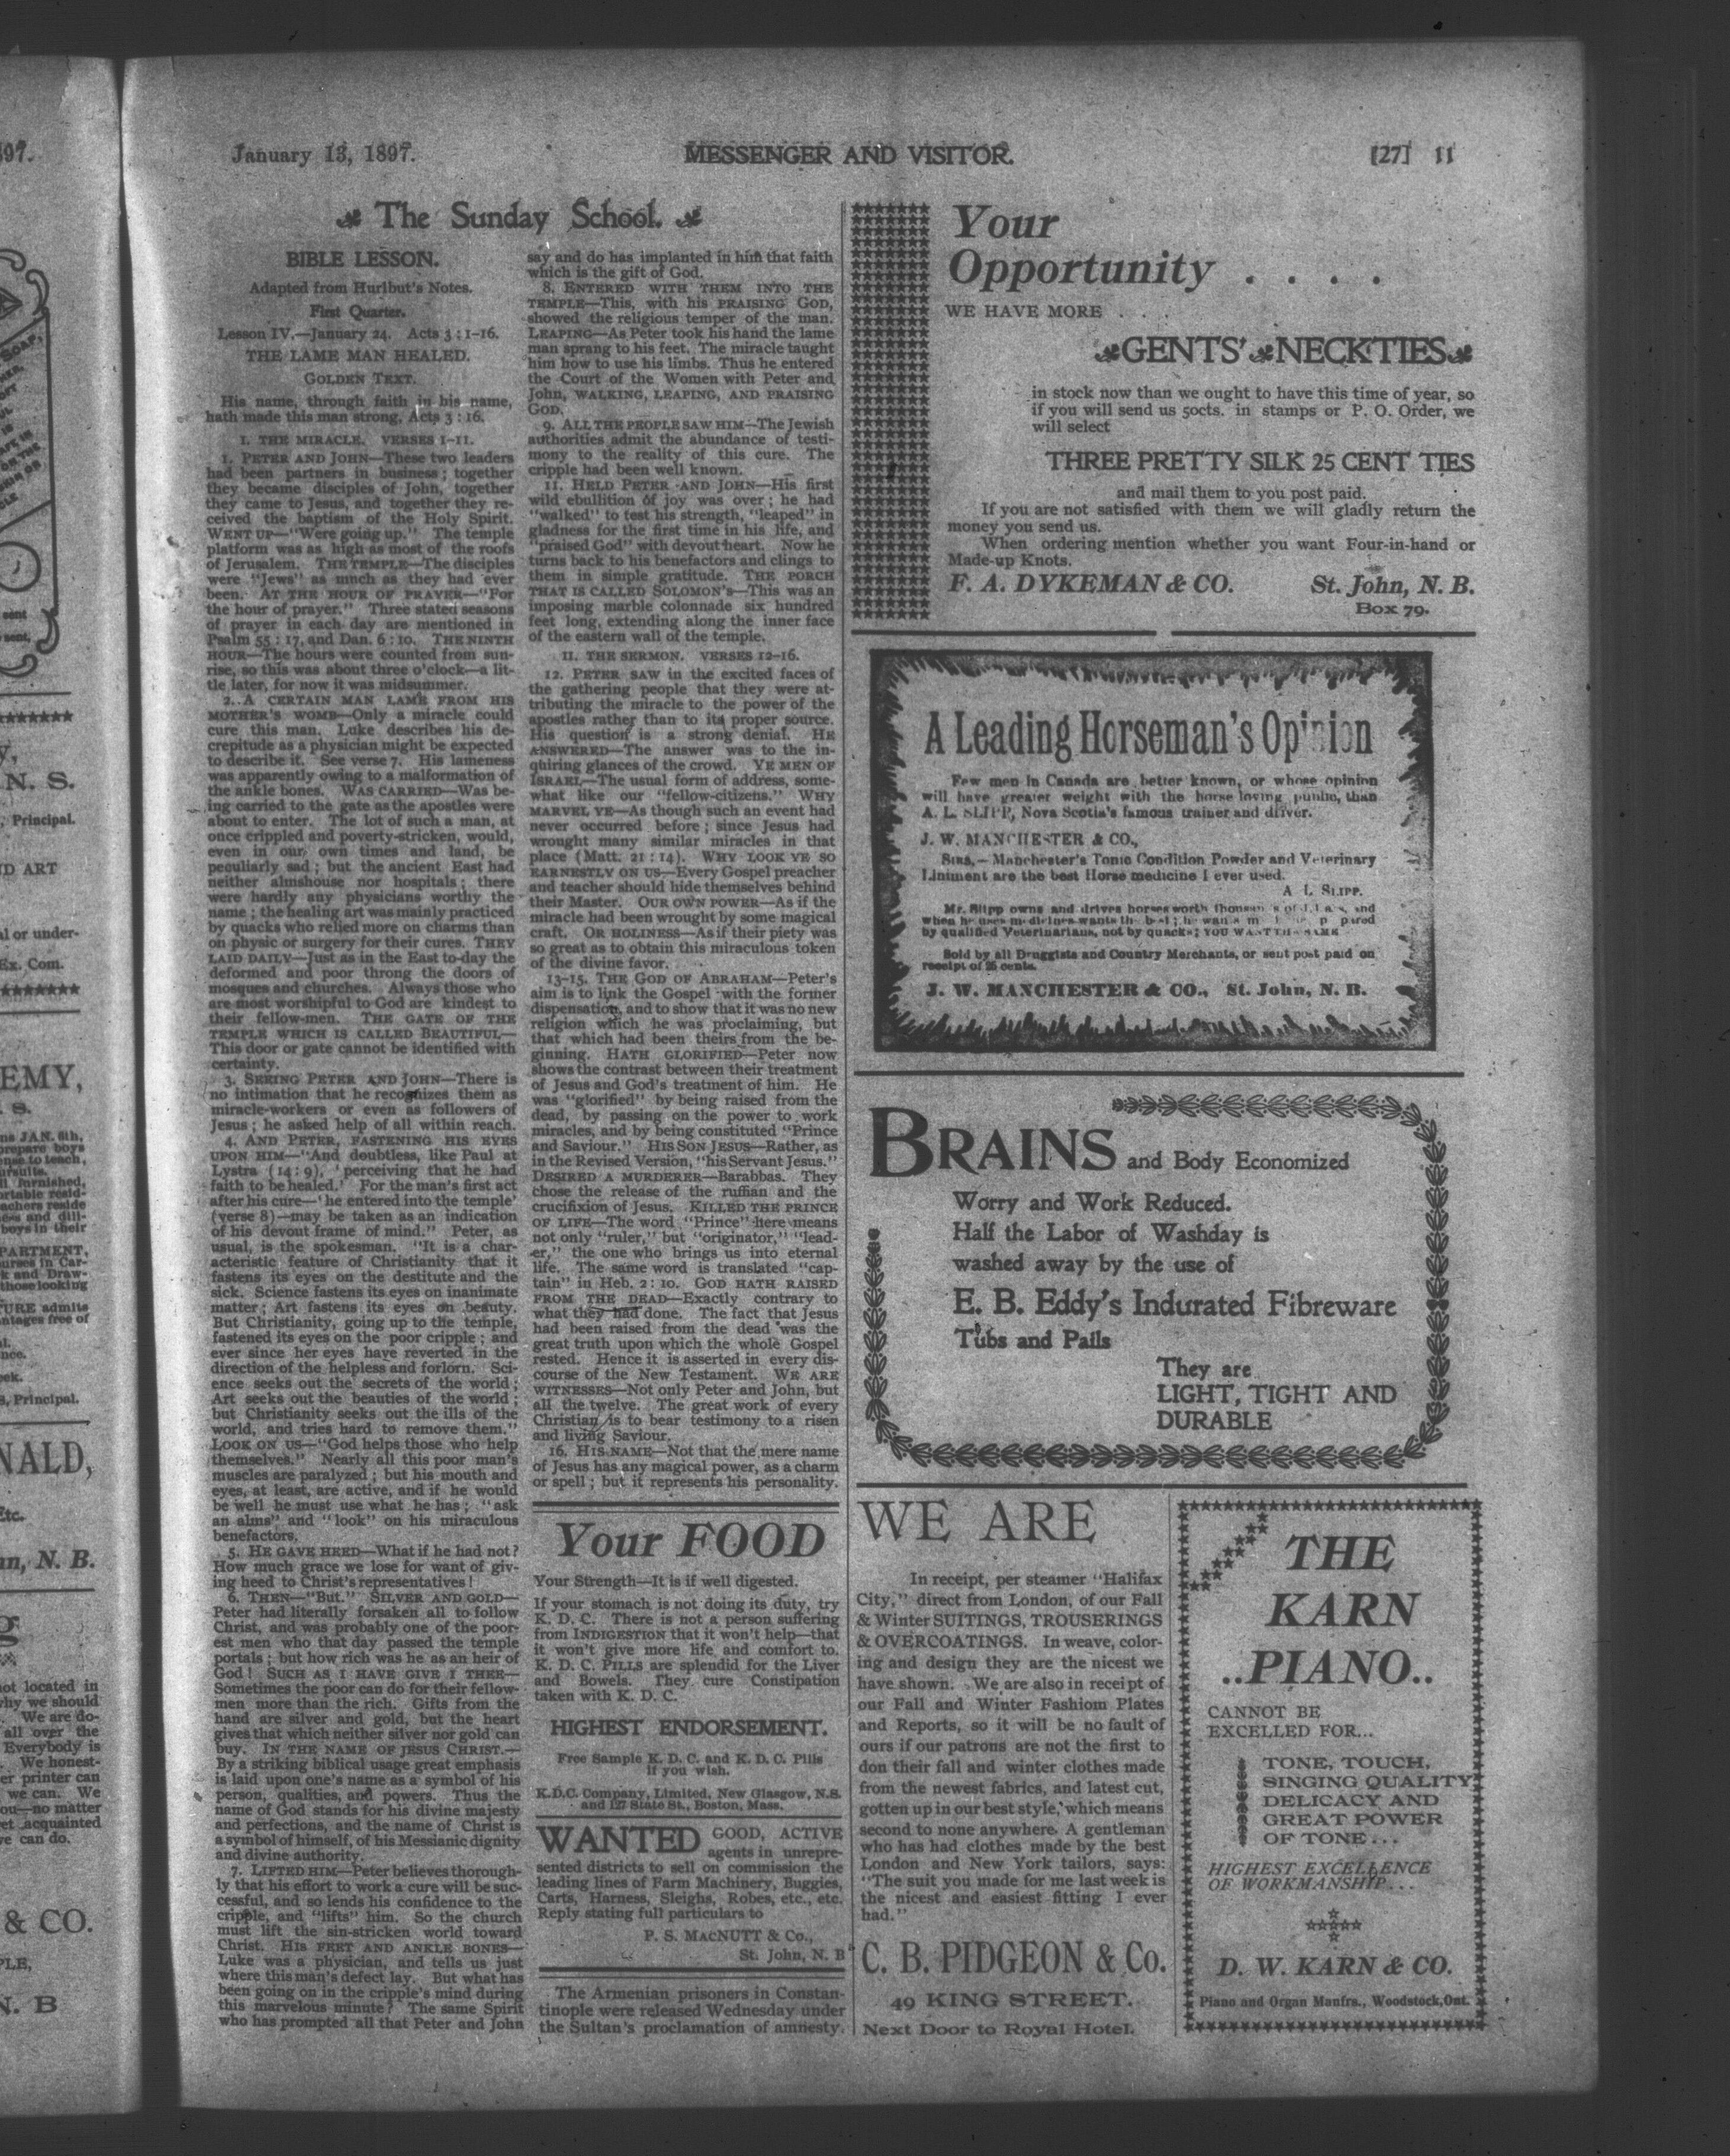 January 13, 1897.
MESSENGER AND VISITOR.
[27] 11
The Sunday School.
BIBLE LESSON.
Adapted from Hurlbut's Notes.
First Quarter.
Lesson IV.—January 24. Acts 3 : 1-16.
THE LAME MAN HEALED.
GOLDEN TEXT.
His name, through faith in his name,
hath made this man strong, Acts 3 : 16.
I. THE MIRACLE. VERSES 1-11.
1. PETER AND JOHN—These two leaders
had been partners in business ; together
they became disciples of John, together
they came to Jesus, and together they re-
ceived the baptism of the Holy Spirit.
WENT UP—"Were going up." The temple
platform was as high as most of the roofs
of Jerusalem. THE TEMPLE—The disciples
were "Jews" as mnch as they had ever
been. AT THE HOUR OF PRAYER—"For
the hour of prayer." Three stated seasons
of prayer in each day are mentioned in
Psalm 55 : 17, and Dan. 6 : 10. THE NINTH
HOUR—The hours were counted from sun-
rise, so this was about three o'clock—a lit-
tle later, for now it was midsummer.
2. A CERTAIN MAN LAME FROM HIS
MOTHER'S WOMB—Only a miracle could
cure this man. Luke describes his de-
crepitude as a physician might be expected
to describe it. See verse 7. His lameness
was apparently owing to a malformation of
the ankle bones. WAS CARRIED—Was be-
ing carried to the gate as the apostles were
about to enter. The lot of such a man, at
once crippled and poverty-stricken, would,
even in our own times and land, be
peculiarly sad ; but the ancient East had
neither almshouse nor hospitals ; there
were hardly any physicians worthy the
name ; the healing art was mainly practiced
by quacks who relied more on charms than
on physic or surgery for their cures. THEY
LAID DAILY—Just as in the East to-day the
deformed and poor throng the doors of
mosques and churches. Always those who
are most worshipful to God are kindest to
their fellow-men. THE GATE OF THE
TEMPLE WHICH IS CALLED BEAUTIFUL—
This door or gate cannot be identified with
certainty.
3. SEEING PETER AND JOHN—There is
no intimation that he recognizes them as
miracle-workers or even as followers of
Jesus ; he asked help of all within reach.
4. AND PETER, FASTENING HIS EYES
UPON HIM—"And doubtless, like Paul at
Lystra (14 : 9), 'perceiving that he had
faith to be healed.' For the man's first act
after his cure—'he entered into the temple'
(verse 8)—may be taken as an indication
of his devout frame of mind." Peter, as
usual, is the spokesman. "It is a char-
acteristic feature of Christianity that it
fastens its eyes on the destitute and the
sick. Science fastens its eyes on inanimate
matter ; Art fastens its eyes on beauty.
But Christianity, going up to the temple,
fastened its eyes on the poor cripple ; and
ever since her eyes have reverted in the
direction of the helpless and forlorn. Sci-
ence seeks out the secrets of the world ;
Art seeks out the beauties of the world ;
but Christianity seeks out the ills of the
world, and tries hard to remove them."
LOOK ON US—"God helps those who help
themselves." Nearly all this poor man's
muscles are paralyzed ; but his mouth and
eyes, at least, are active, and if he would
be well he must use what he has ; "ask
an alms" and "look" on his miraculous
benefactors.
5. HE GAVE HEED—What if he had not?
How much grace we lose for want of giv-
ing heed to Christ's representatives!
6. THEN—"But." SILVER AND GOLD—
Peter had literally forsaken all to follow
Christ, and was probably one of the poor-
est men who that day passed the temple
portals ; but how rich was he as an heir of
God! SUCH AS I HAVE GIVE I THEE—
Sometimes the poor can do for their fellow-
men more than the rich. Gifts from the
hand are silver and gold, but the heart
gives that which neither silver nor gold can
buy. IN THE NAME OF JESUS CHRIST.—
By a striking biblical usage great emphasis
is laid upon one's name as a symbol of his
person, qualities, and powers. Thus the
name of God stands for his divine majesty
and perfections, and the name of Christ is
a symbol of himself, of his Messianic dignity
and divine authority.
7. LIFTED HIM—Peter believes thorough-
ly that his effort to work a cure will be suc-
cessful, and so lends his confidence to the
cripple, and "lifts" him. So the church
must lift the sin-stricken world toward
Christ. HIS FEET AND ANKLE BONES—
Luke was a physician, and tells us just
where this man's defect lay. But what has
been going on in the cripple's mind during
this marvelous minute? The same Spirit
who has prompted all that Peter and John
say and do has implanted in him that faith
which is the gift of God.
8. ENTERED WITH THEM INTO THE
TEMPLE—This, with his PRAISING GOD,
showed the religious temper of the man.
LEAPING—As Peter took his hand the lame
man sprang to his feet. The miracle taught
him how to use his limbs. Thus he entered
the Court of the Women with Peter and
John, WALKING, LEAPING, AND PRAISING
GOD.
9. ALL THE PEOPLE SAW HIM—The Jewish
authorities admit the abundance of testi-
mony to the reality of this cure. The
cripple had been well known.
11. HELD PETER AND JOHN—His first
wild ebullition of joy was over ; he had
"walked" to test his strength, "leaped" in
gladness for the first time in his life, and
"praised God" with devout heart. Now he
turns back to his benefactors and clings to
them in simple gratitude. THE PORCH
THAT IS CALLED SOLOMON'S—This was an
imposing marble colonnade six hundred
feet long, extending along the inner face
of the eastern wall of the temple.
II. THE SERMON. VERSES 12-16.
12. PETER SAW in the excited faces of
the gathering people that they were at-
tributing the miracle to the power of the
apostles rather than to its proper source.
His question is a strong denial. HE
ANSWERED—The answer was to the in-
quiring glances of the crowd. YE MEN OF
ISRAEL—The usual form of address, some-
what like our "fellow-citizens." WHY
MARVEL YE—As though such an event had
never occurred before ; since Jesus had
wrought many similar miracles in that
place (Matt. 21 : 14). WHY LOOK YE SO
EARNESTLY ON US—Every Gospel preacher
and teacher should hide themselves behind
their Master. OUR OWN POWER—As if the
miracle had been wrought by some magical
craft. OR HOLINESS—As if their piety was
so great as to obtain this miraculous token
of the divine favor.
13-15. THE GOD OF ABRAHAM—Peter's
aim is to link the Gospel with the former
dispensation, and to show that it was no new
religion which he was proclaiming, but
that which had been theirs from the be-
ginning. HATH GLORIFIED—Peter now
shows the contrast between their treatment
of Jesus and God's treatment of him. He
was "glorified" by being raised from the
dead, by passing on the power to work
miracles, and by being constituted "Prince
and Saviour." HIS SON JESUS—Rather, as
in the Revised Version, "his Servant Jesus."
DESIRED A MURDERER—Barabbas. They
chose the release of the ruffian and the
crucifixion of Jesus. KILLED THE PRINCE
OF LIFE—The word "Prince" here means
not only "ruler," but "originator," "lead-
er," the one who brings us into eternal
life. The same word is translated "cap-
tain" in Heb. 2 : 10. GOD HATH RAISED
FROM THE DEAD—Exactly contrary to
what they had done. The fact that Jesus
had been raised from the dead was the
great truth upon which the whole Gospel
rested. Hence it is asserted in every dis-
course of the New Testament. WE ARE
WITNESSES—Not only Peter and John, but
all the twelve. The great work of every
Christian is to bear testimony to a risen
and living Saviour.
16. HIS NAME—Not that the mere name
of Jesus has any magical power, as a charm
or spell ; but it represents his personality.
Your FOOD
Your Strength—It is if well digested.
If your stomach is not doing its duty, try
K. D. C. There is not a person suffering
from INDIGESTION that it won't help—that
it won't give more life and comfort to.
K. D. C. PILLS are splendid for the Liver
and Bowels. They cure Constipation
taken with K. D. C.
HIGHEST ENDORSEMENT.
Free Sample K. D. C. and K. D. C. Pills
if you wish.
K.D.C. Company, Limited, New Glasgow, N.S.
and 127 State St., Boston, Mass.
WANTED GOOD, ACTIVE
agents in unrepre-
sented districts to sell on commission the
leading lines of Farm Machinery, Buggies,
Carts, Harness, Sleighs, Robes, etc., etc.
Reply stating full particulars to
P. S. MACNUTT & Co.,
St. John, N. B
The Armenian prisoners in Constan-
tinople were released Wednesday under
the Sultan's proclamation of amnesty.
Your
Opportunity . . . .
WE HAVE MORE . . .
GENTS' NECKTIES
in stock now than we ought to have this time of year, so
if you will send us 50cts. in stamps or P. O. Order, we
will select
THREE PRETTY SILK 25 CENT TIES
and mail them to you post paid.
If you are not satisfied with them we will gladly return the
money you send us.
When ordering mention whether you want Four-in-hand or
Made-up Knots.
F. A. DYKEMAN & CO. St. John, N. B.
Box 79.
A Leading Horseman's Opinion
Few men in Canada are better known, or whose opinion
will have greater weight with the horse loving public, than
A. L. SLIPP, Nova Scotia's famous trainer and driver.
J. W. MANCHESTER & CO.,
SIRS,—Manchester's Tonic Condition Powder and Veterinary
Liniment are the best Horse medicine I ever used.
A. L. SLIPP.
Mr. Slipp owns and drives horses worth and
when he uses medicines wants the best ; he wants
by qualified Veterinarians, not by quacks ; YOU WANT THE SAME
Sold by all Druggists and Country Merchants, or sent post paid on
receipt of 25 cents.
J. W. MANCHESTER & CO., St. John, N. B.
BRAINS and Body Economized
Worry and Work Reduced.
Half the Labor of Washday is
washed away by the use of
E. B. Eddy's Indurated Fibreware
Tubs and Pails
They are
LIGHT, TIGHT AND
DURABLE
WE ARE
In receipt, per steamer "Halifax
City," direct from London, of our Fall
& Winter SUITINGS, TROUSERINGS
& OVERCOATINGS. In weave, color-
ing and design they are the nicest we
have shown. We are also in receipt of
our Fall and Winter Fashiom Plates
and Reports, so it will be no fault of
ours if our patrons are not the first to
don their fall and winter clothes made
from the newest fabrics, and latest cut,
gotten up in our best style, which means
second to none anywhere. A gentleman
who has had clothes made by the best
London and New York tailors, says:
"The suit you made for me last week is
the nicest and easiest fitting I ever
had."
C. B. PIDGEON & Co.
49 KING STREET.
Next Door to Royal Hotel.
THE
KARN
..PIANO..
CANNOT BE
EXCELLED FOR...
TONE, TOUCH,
SINGING QUALITY
DELICACY AND
GREAT POWER
OF TONE...
HIGHEST EXCELLENCE
OF WORKMANSHIP...
D. W. KARN & CO.
Piano and Organ Manfrs., Woodstock, Ont.